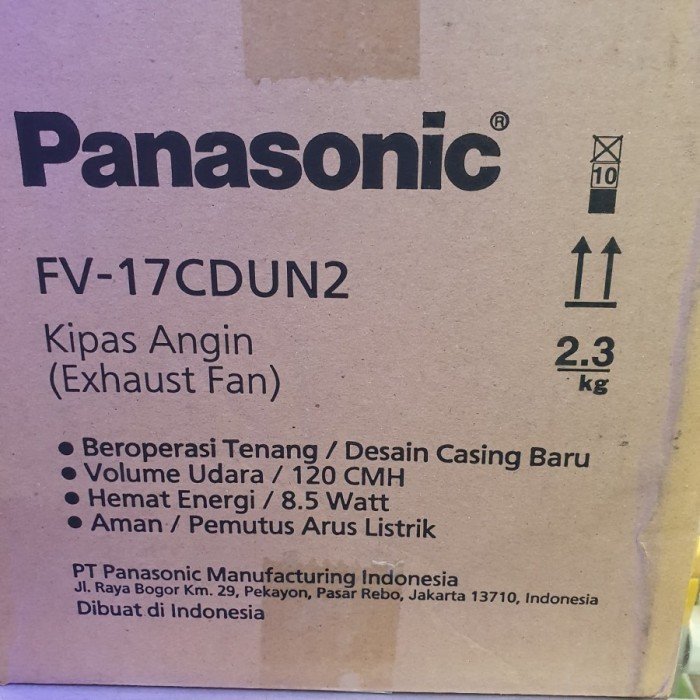 Panasonic®
10
FV-17CDUN2
Kipas Angin
(Exhaust Fan)
2.3
kg
• Beroperasi Tenang / Desain Casing Baru
• Volume Udara / 120 CMH
• Hemat Energi / 8.5 Watt
• Aman / Pemutus Arus Listrik
PT Panasonic Manufacturing Indonesia
Jl. Raya Bogor Km. 29, Pekayon, Pasar Rebo, Jakarta 13710, Indonesia
Dibuat di Indonesia